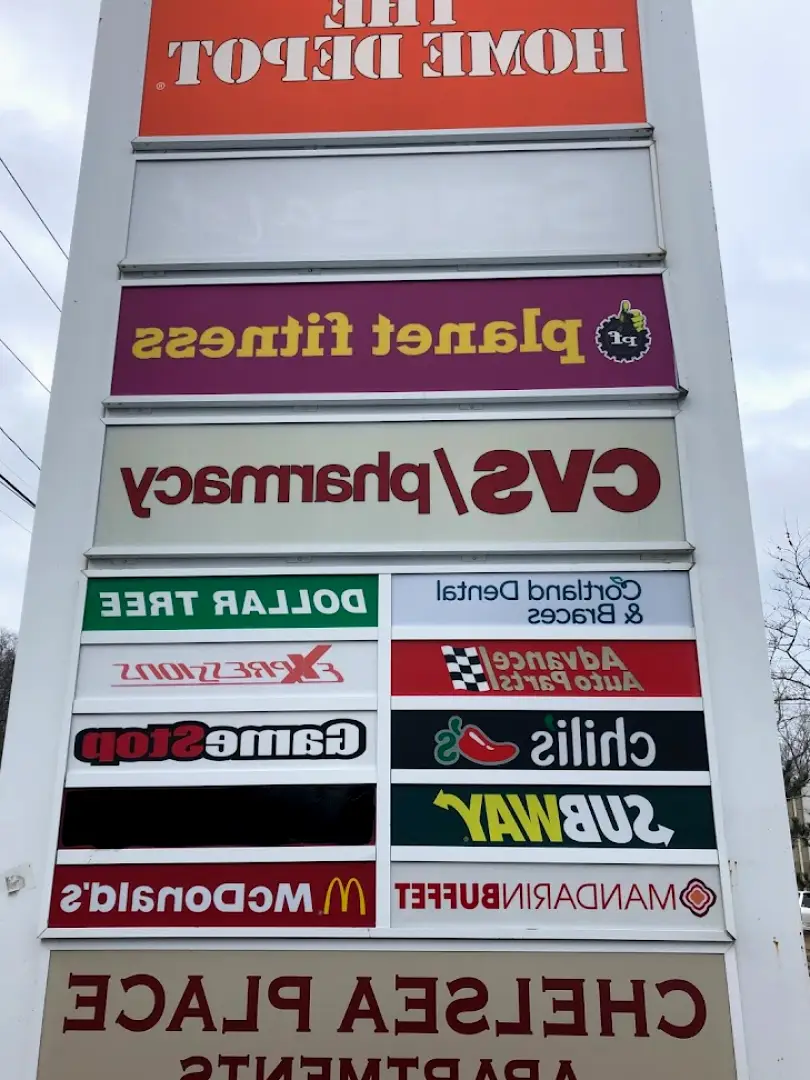 THE
HOME DEPOT
®
pf planet fitness
CVS/pharmacy
Cortland Dental
& Braces
DOLLAR TREE
Advance
Auto Parts
EXPRESSIONS
chili's
GameStop
SUBWAY
MANDARINBUFFET
McDonald's
CHELSEA PLACE
APARTMENTS